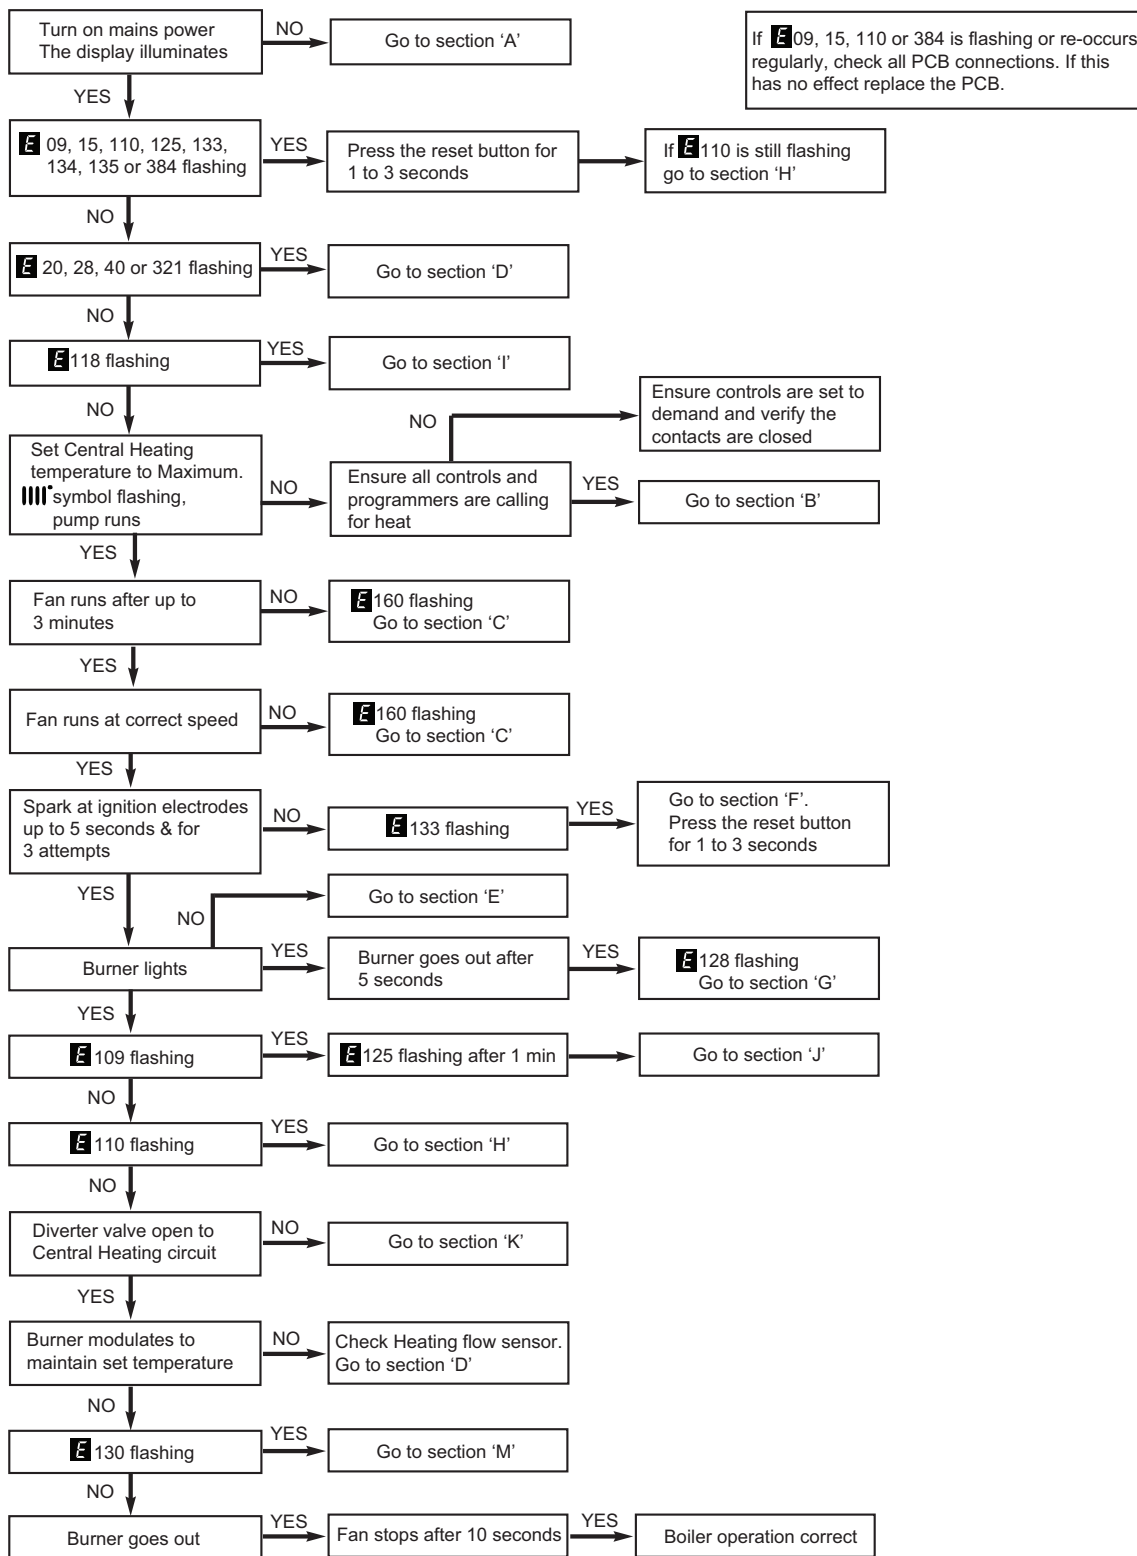 Turn on mains power
The display illuminates
NO
Go to section ‘A’
If E 09, 15, 110 or 384 is flashing or re-occurs
regularly, check all PCB connections. If this
has no effect replace the PCB.
YES
E 09, 15, 110, 125, 133,
134, 135 or 384 flashing
YES
Press the reset button for
1 to 3 seconds
If E 110 is still flashing
go to section ‘H’
NO
E 20, 28, 40 or 321 flashing
YES
Go to section ‘D’
NO
E 118 flashing
YES
Go to section ‘I’
NO
Set Central Heating
temperature to Maximum.
symbol flashing,
pump runs
NO
Ensure all controls and
programmers are calling
for heat
NO
Ensure controls are set to
demand and verify the
contacts are closed
YES
Go to section ‘B’
YES
Fan runs after up to
3 minutes
NO
E 160 flashing
Go to section ‘C’
YES
Fan runs at correct speed
NO
E 160 flashing
Go to section ‘C’
YES
Spark at ignition electrodes
up to 5 seconds & for
3 attempts
NO
E 133 flashing
YES
Go to section ‘F’.
Press the reset button
for 1 to 3 seconds
YES
NO
Go to section ‘E’
Burner lights
YES
Burner goes out after
5 seconds
YES
E 128 flashing
Go to section ‘G’
YES
E 109 flashing
YES
E 125 flashing after 1 min
Go to section ‘J’
NO
E 110 flashing
YES
Go to section ‘H’
NO
Diverter valve open to
Central Heating circuit
NO
Go to section ‘K’
YES
Burner modulates to
maintain set temperature
NO
Check Heating flow sensor.
Go to section ‘D’
NO
E 130 flashing
YES
Go to section ‘M’
NO
Burner goes out
YES
Fan stops after 10 seconds
YES
Boiler operation correct